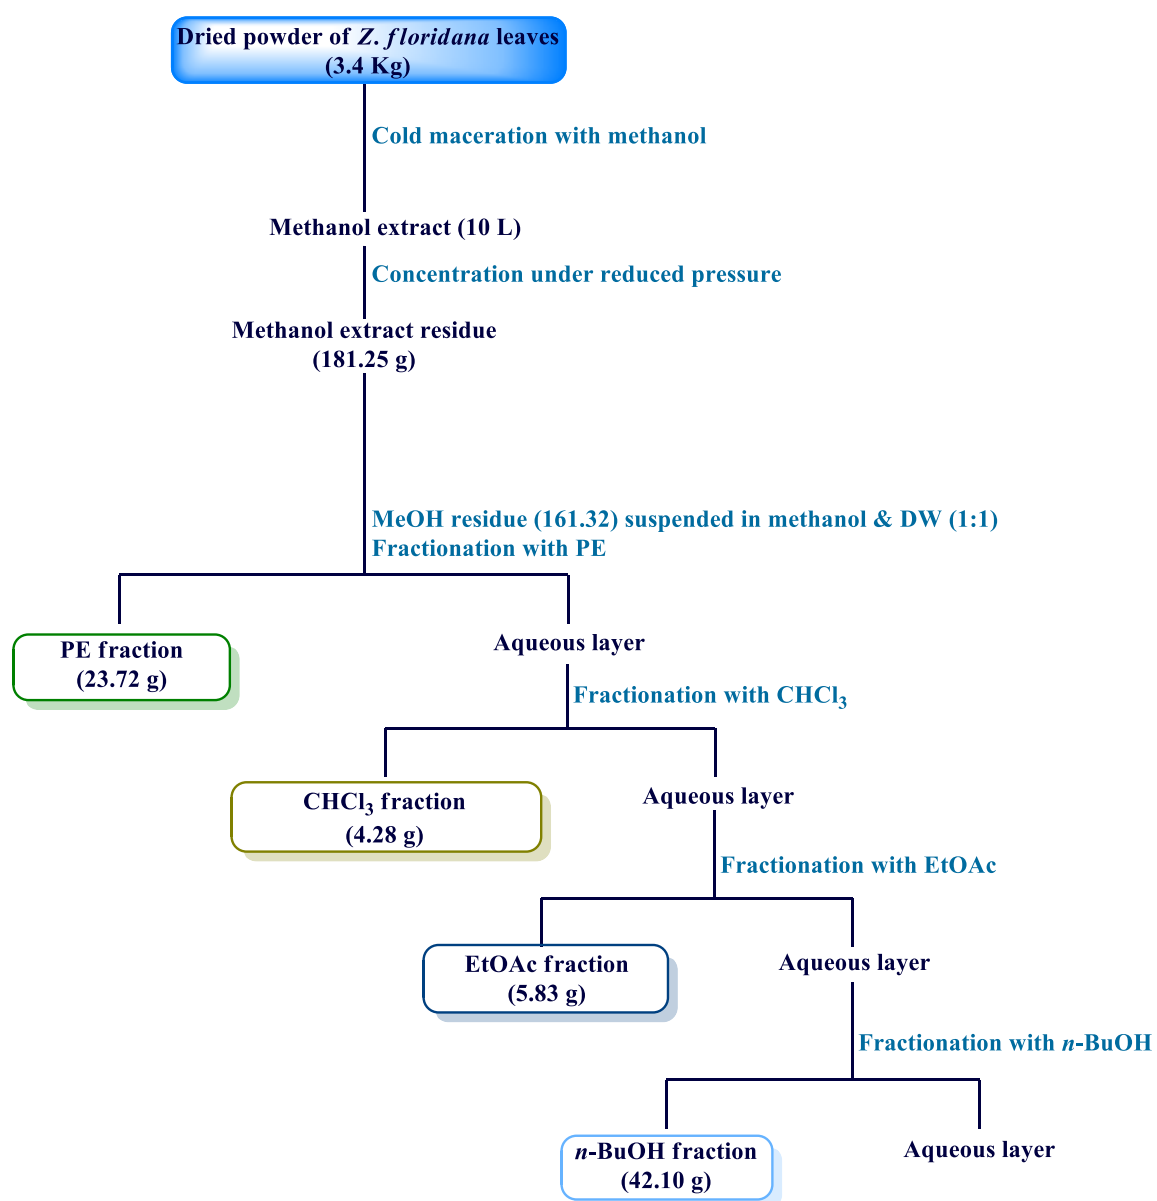 Dried powder of Z. floridana leaves
(3.4 Kg)
Cold maceration with methanol
Methanol extract (10 L)
Concentration under reduced pressure
Methanol extract residue
(181.25 g)
MeOH residue (161.32) suspended in methanol & DW (1:1)
Fractionation with PE
PE fraction
(23.72 g)
Aqueous layer
Fractionation with CHCl₃
CHCl₃ fraction
(4.28 g)
Aqueous layer
Fractionation with EtOAc
EtOAc fraction
(5.83 g)
Aqueous layer
Fractionation with n-BuOH
n-BuOH fraction
(42.10 g)
Aqueous layer